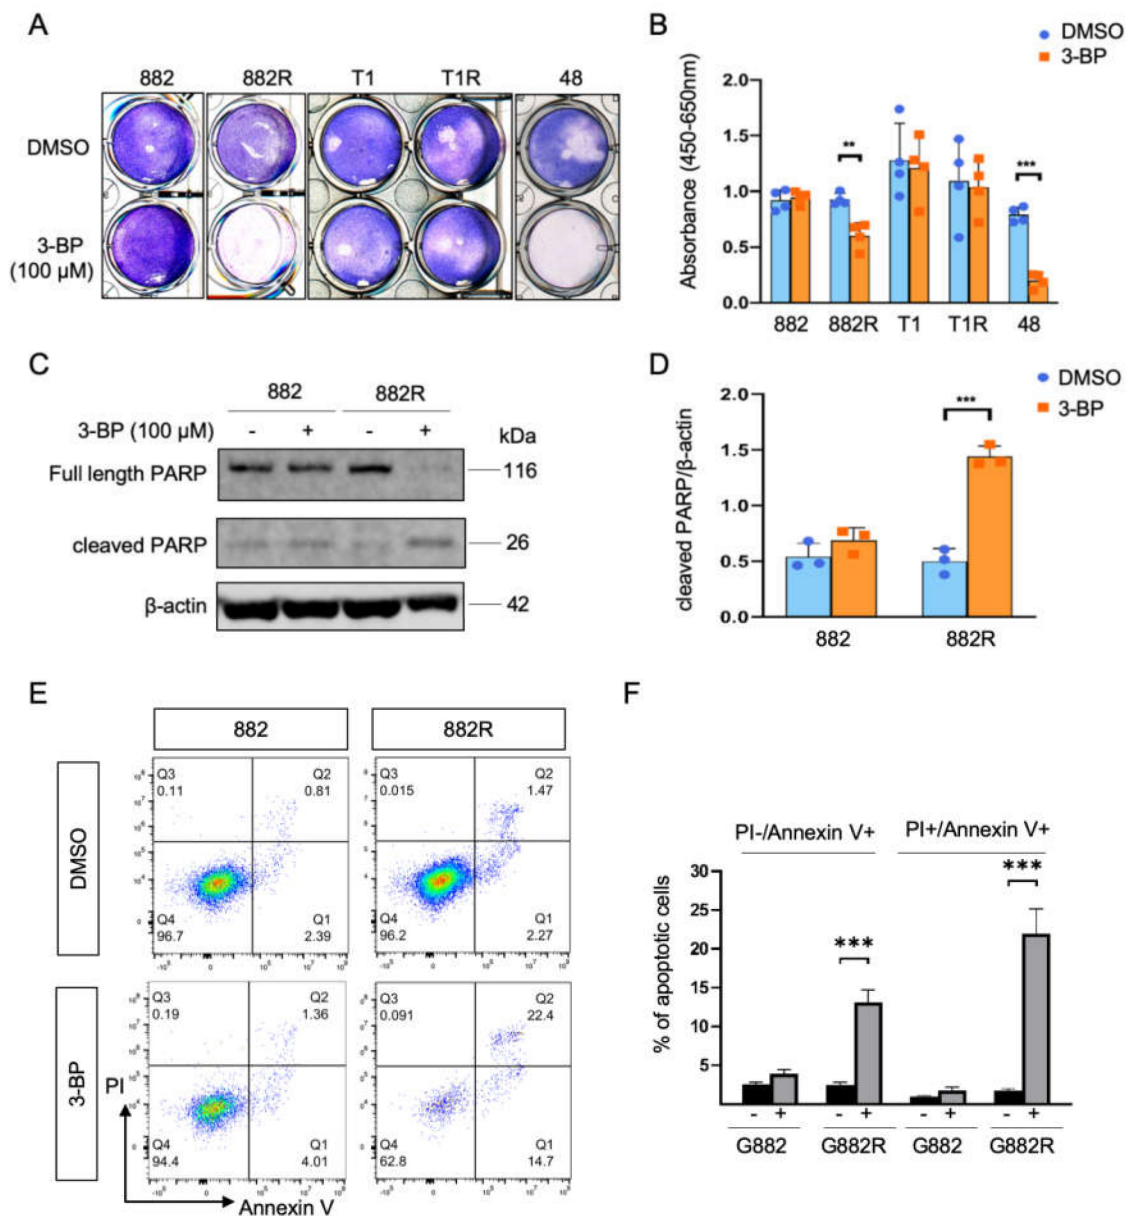 A
882 882R T1 T1R 48
DMSO
3-BP
(100 µM)
B
DMSO
3-BP
Absorbance (450-650nm)
2.0
1.5
1.0
0.5
0.0
**
***
882 882R T1 T1R 48
C
882 882R
3-BP (100 µM) - + - + kDa
Full length PARP 116
cleaved PARP 26
β-actin 42
D
DMSO
3-BP
cleaved PARP/β-actin
2.0
1.5
1.0
0.5
0.0
***
882 882R
E
882 882R
DMSO
Q3 Q2 Q3 Q2
0.11 0.81 0.015 1.47
Q4 Q1 Q4 Q1
96.7 2.39 96.2 2.27
3-BP
Q3 Q2 Q3 Q2
0.19 1.36 0.091 22.4
Q4 Q1 Q4 Q1
94.4 4.01 62.8 14.7
PI
Annexin V
F
PI-/Annexin V+ PI+/Annexin V+
% of apoptotic cells
30
25
20
15
10
5
***
***
- + - + - + - +
G882 G882R G882 G882R